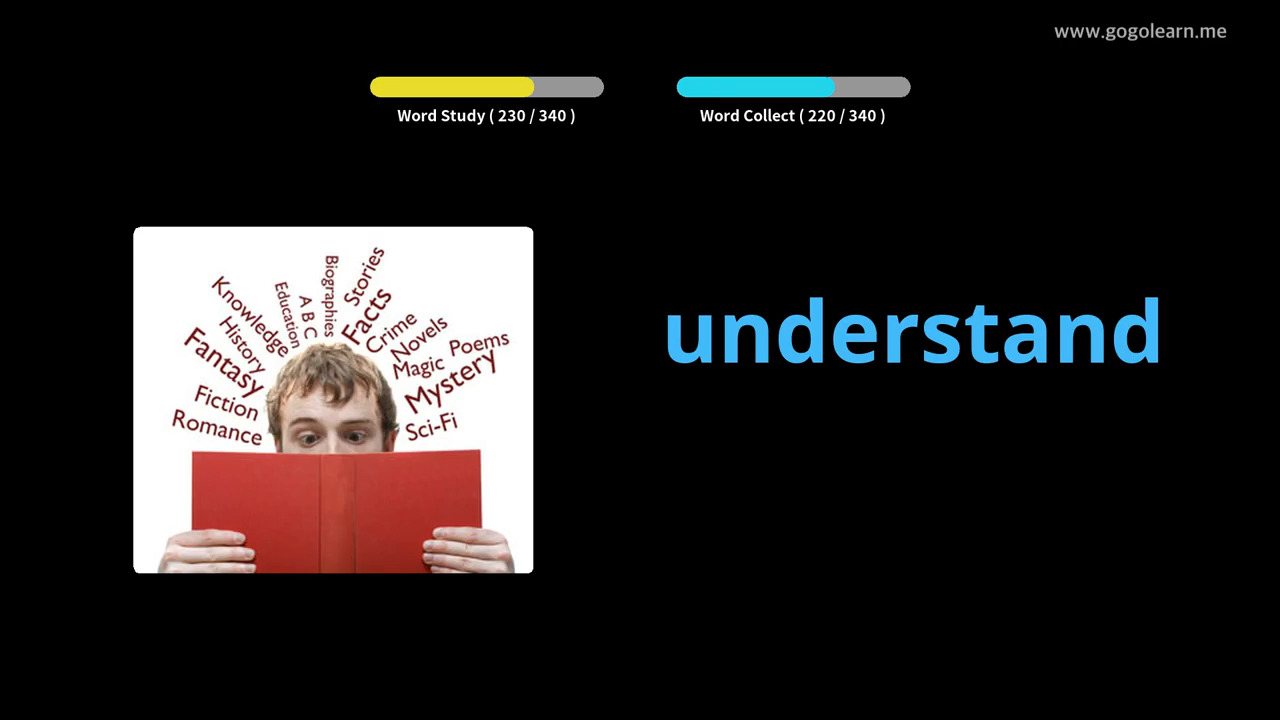 www.gogolearn.me
Word Study ( 230 / 340 )
Word Collect ( 220 / 340 )
understand
Romance
Fiction
Fantasy
History
Knowledge
Education
A B C
Biographies
Stories
Facts
Crime
Novels
Magic
Poems
Mystery
Sci-Fi